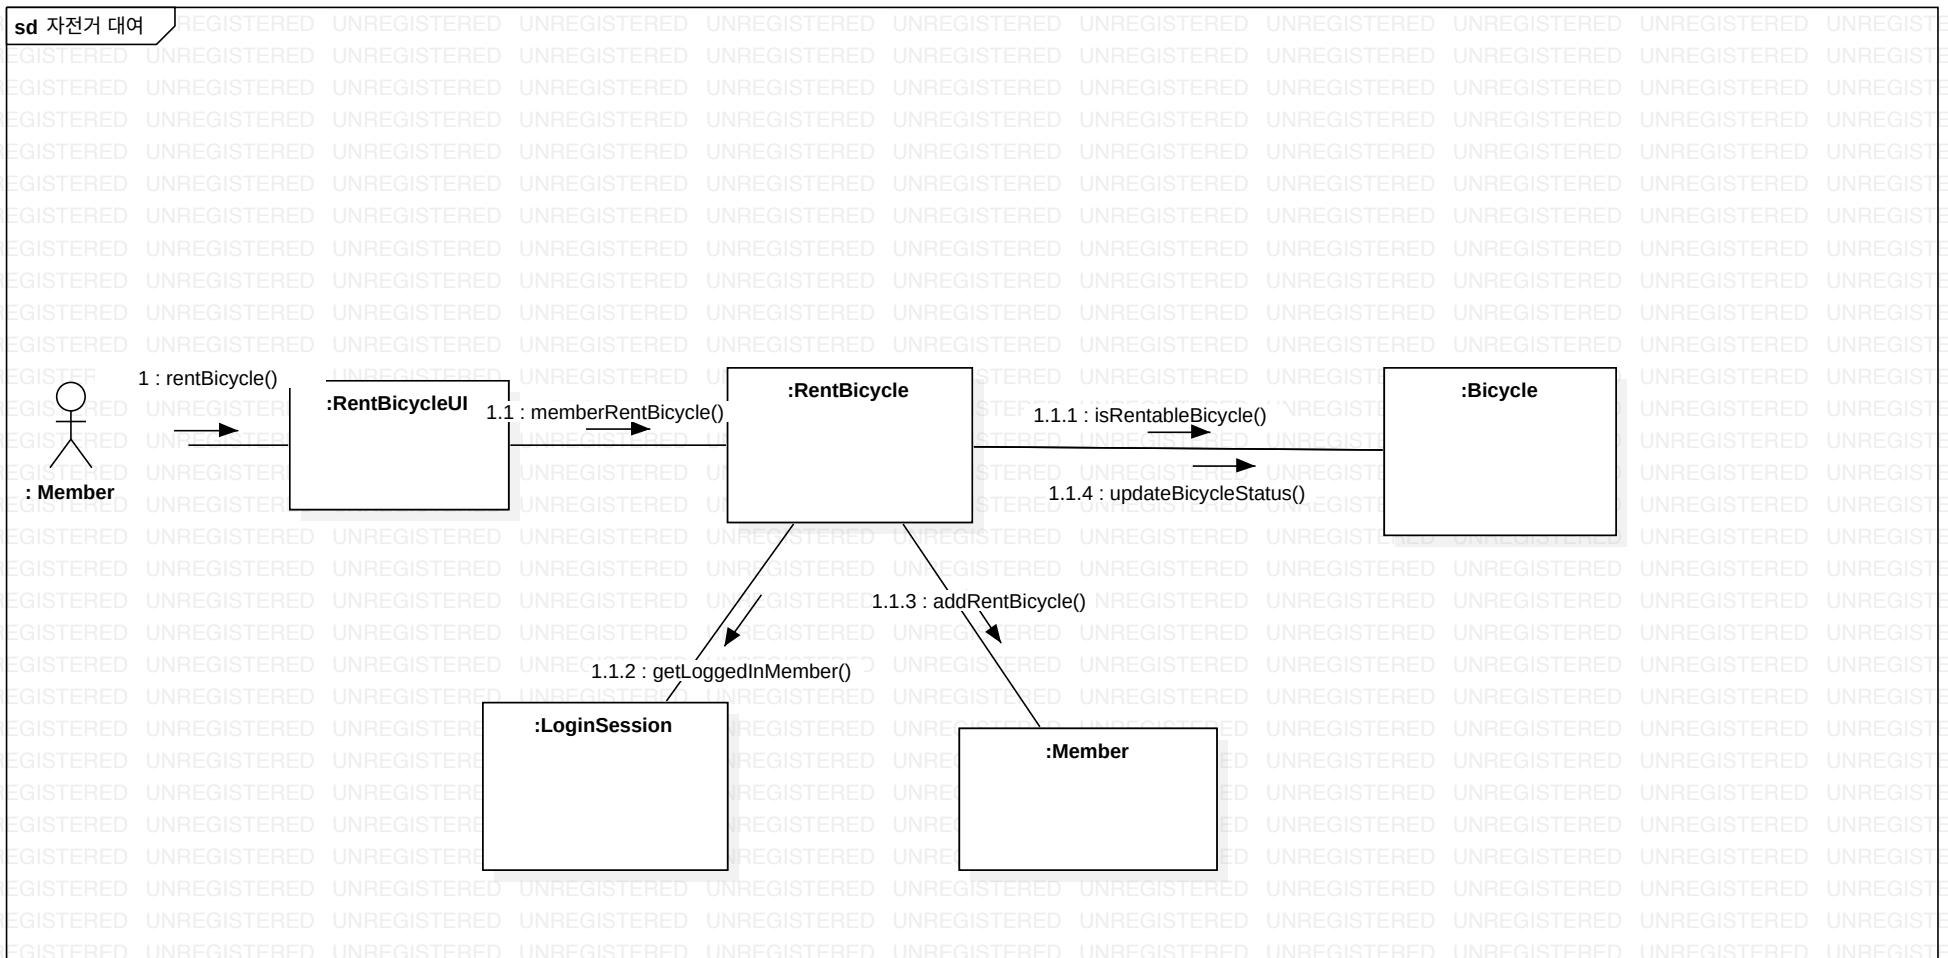 sd 자전거 대여
1 : rentBicycle()
: Member
:RentBicycleUI
1.1 : memberRentBicycle()
:RentBicycle
1.1.1 : isRentableBicycle()
1.1.4 : updateBicycleStatus()
:Bicycle
1.1.3 : addRentBicycle()
1.1.2 : getLoggedInMember()
:LoginSession
:Member
UNREGISTERED